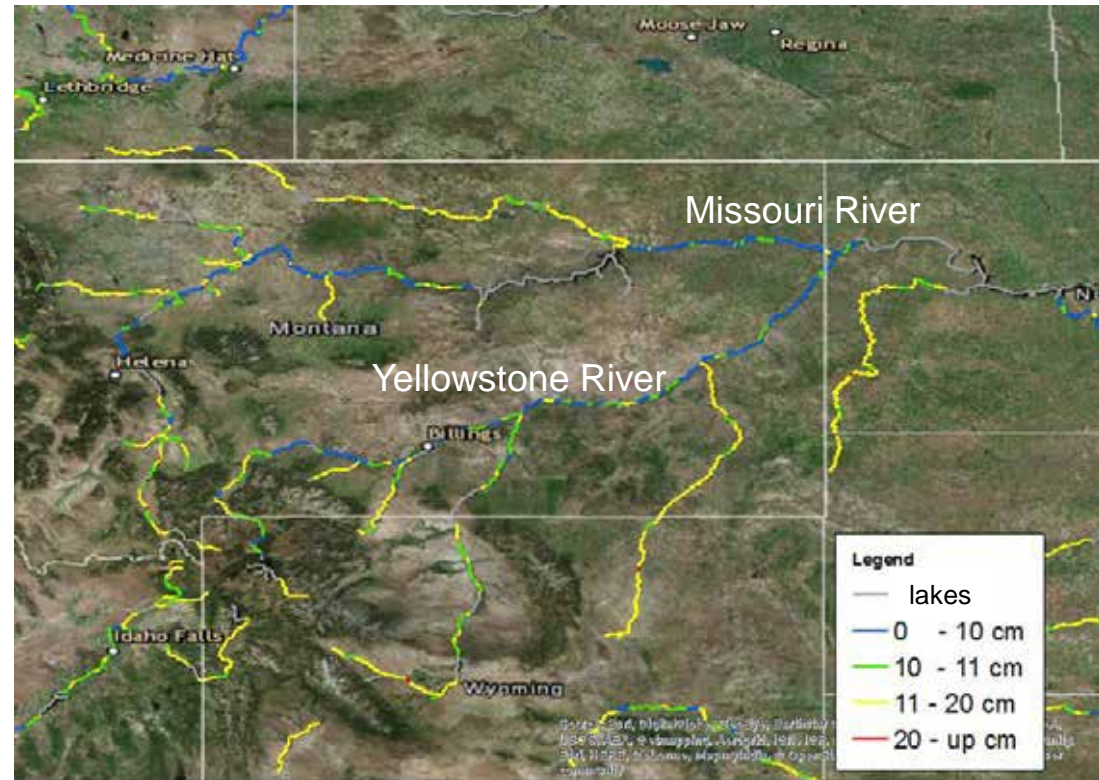 Moose Jaw
Regina
Medicine Hat
Lethbridge
Missouri River
N
Montana
Helena
Yellowstone River
Billings
Idaho Falls
Wyoming
Legend
lakes
0 - 10 cm
10 - 11 cm
11 - 20 cm
20 - up cm